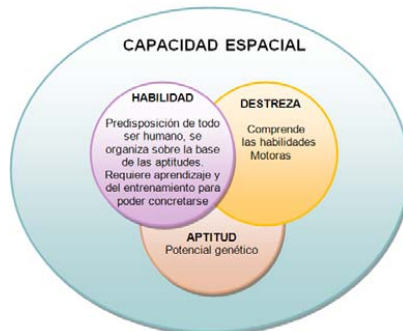 CAPACIDAD ESPACIAL
HABILIDAD
Predisposición de todo
ser humano, se
organiza sobre la base
de las aptitudes.
Requiere aprendizaje y
del entrenamiento para
poder concretarse
DESTREZA
Comprende
las habilidades
Motoras
APTITUD
Potencial genético